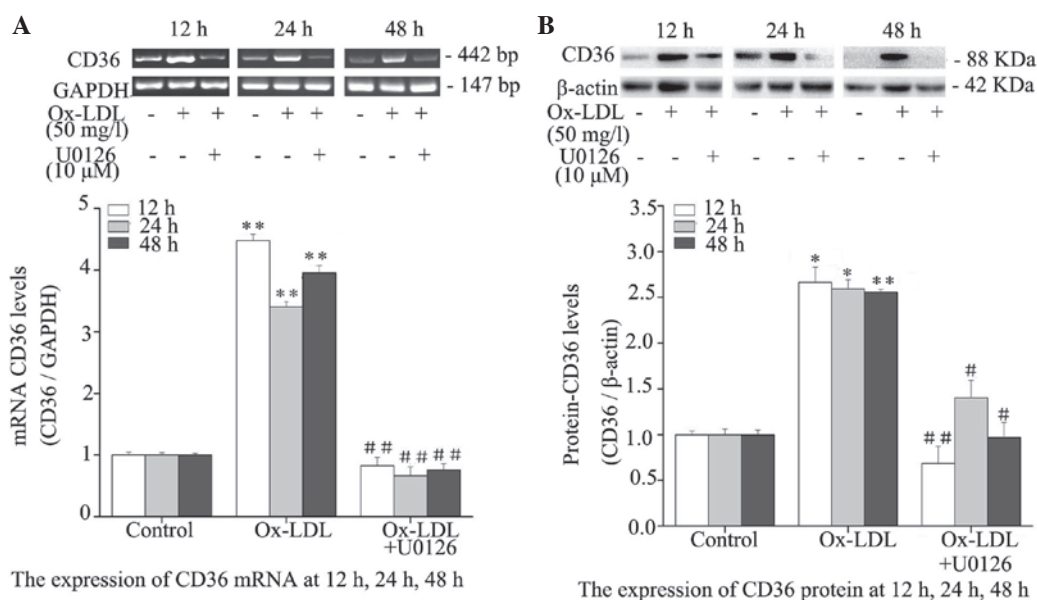 A
12 h 24 h 48 h
CD36 - 442 bp
GAPDH - 147 bp
Ox-LDL - + + - + + - + +
(50 mg/l)
U0126 - - + - - + - - +
(10 µM)
mRNA CD36 levels
(CD36 / GAPDH)
5
4
3
2
1
0
12 h
24 h
48 h
** ** **
## ## ##
Control Ox-LDL Ox-LDL
+U0126
The expression of CD36 mRNA at 12 h, 24 h, 48 h
B
12 h 24 h 48 h
CD36 - 88 KDa
β-actin - 42 KDa
Ox-LDL - + + - + + - + +
(50 mg/l)
U0126 - - + - - + - - +
(10 µM)
Protein-CD36 levels
(CD36 / β-actin)
3.5
3.0
2.5
2.0
1.5
1.0
0.5
0.0
12 h
24 h
48 h
* * **
## # #
Control Ox-LDL Ox-LDL
+U0126
The expression of CD36 protein at 12 h, 24 h, 48 h